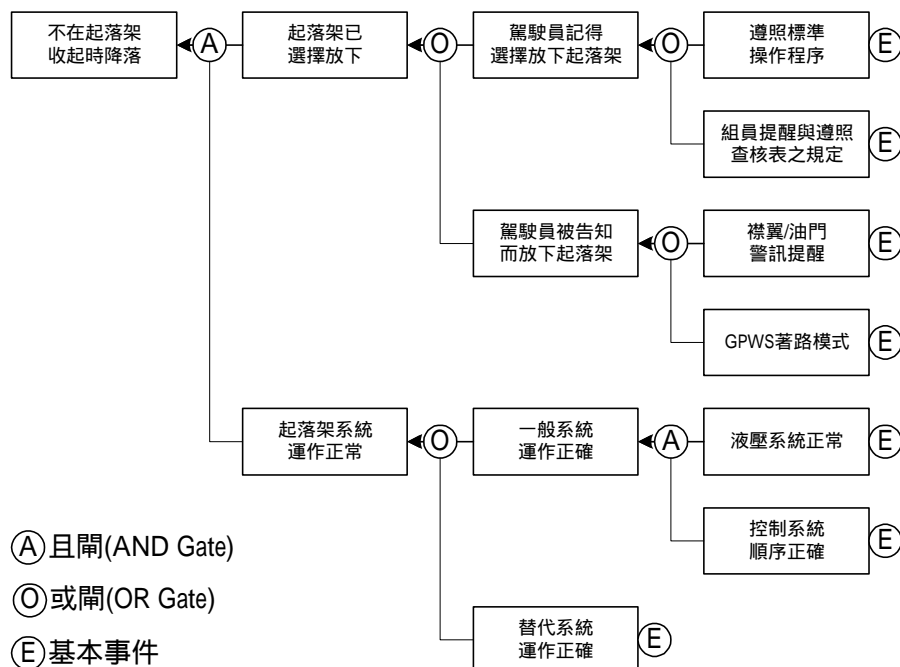 不在起落架
收起時降落
A
起落架已
選擇放下
O
駕駛員記得
選擇放下起落架
O
遵照標準
操作程序
E
組員提醒與遵照
查核表之規定
E
駕駛員被告知
而放下起落架
O
襟翼/油門
警訊提醒
E
GPWS著路模式
E
起落架系統
運作正常
O
一般系統
運作正確
A
液壓系統正常
E
控制系統
順序正確
E
替代系統
運作正確
E
A 且閘(AND Gate)
O 或閘(OR Gate)
E 基本事件